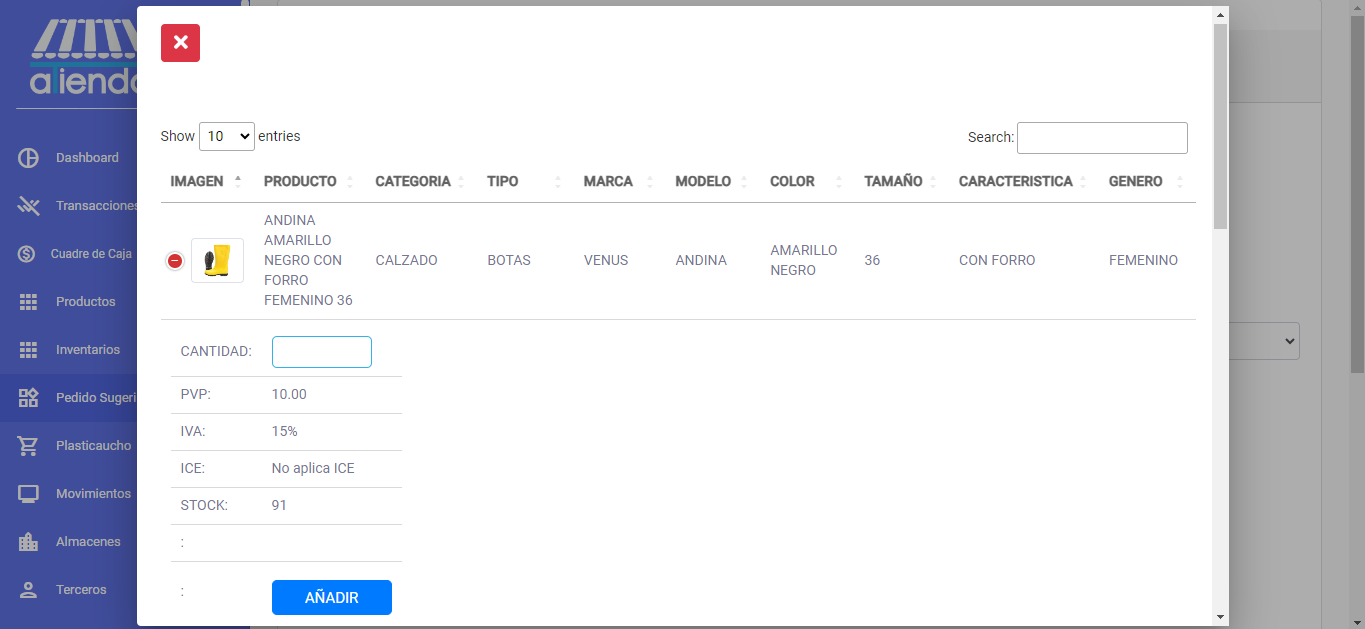 aTiend
Dashboard
Transacciones
Cuadre de Caja
Productos
Inventarios
Pedido Sugeri
Plasticaucho
Movimientos
Almacenes
Terceros
Show 10 entries
Search:
IMAGEN PRODUCTO CATEGORIA TIPO MARCA MODELO COLOR TAMAÑO CARACTERISTICA GENERO
ANDINA
AMARILLO
NEGRO CON
FORRO
FEMENINO 36
CALZADO
BOTAS
VENUS
ANDINA
AMARILLO
NEGRO
36
CON FORRO
FEMENINO
CANTIDAD:
PVP: 10.00
IVA: 15%
ICE: No aplica ICE
STOCK: 91
:
: AÑADIR